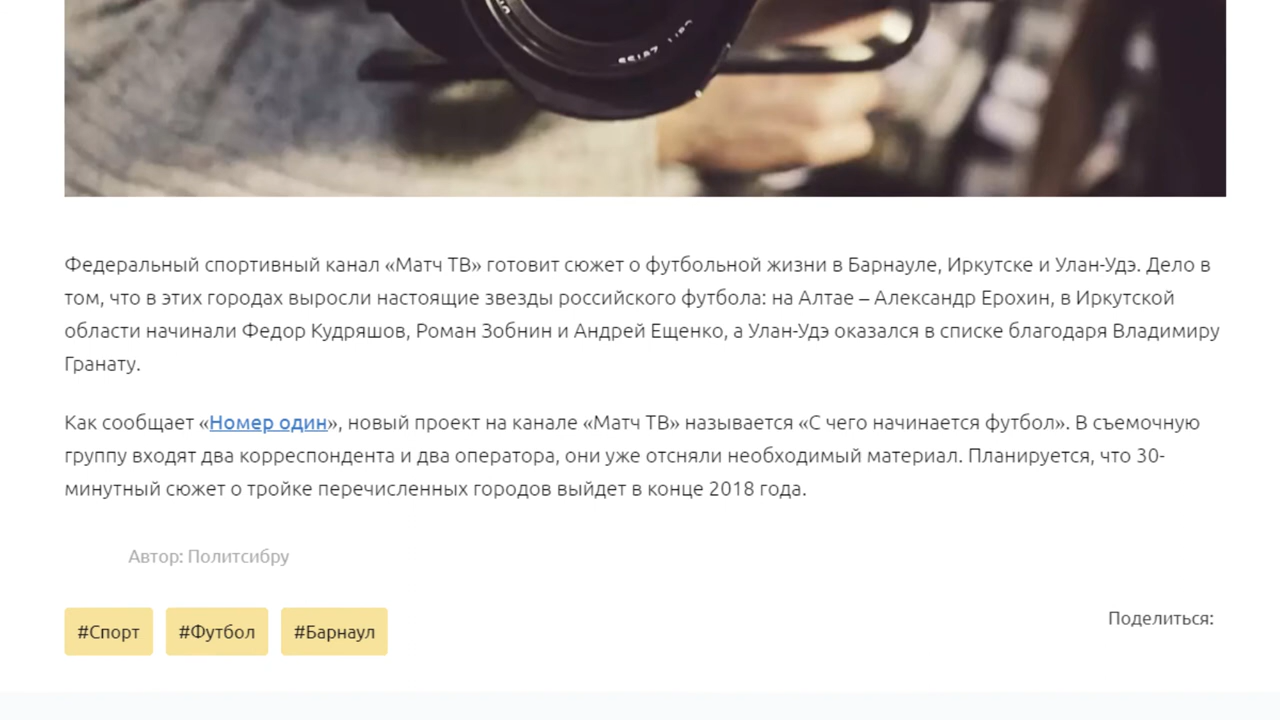 Федеральный спортивный канал «Матч ТВ» готовит сюжет о футбольной жизни в Барнауле, Иркутске и Улан-Удэ. Дело в
том, что в этих городах выросли настоящие звезды российского футбола: на Алтае – Александр Ерохин, в Иркутской
области начинали Федор Кудряшов, Роман Зобнин и Андрей Ещенко, а Улан-Удэ оказался в списке благодаря Владимиру
Гранату.
Как сообщает «Номер один», новый проект на канале «Матч ТВ» называется «С чего начинается футбол». В съемочную
группу входят два корреспондента и два оператора, они уже отсняли необходимый материал. Планируется, что 30-
минутный сюжет о тройке перечисленных городов выйдет в конце 2018 года.
Автор: Политсибру
#Спорт #Футбол #Барнаул
Поделиться: